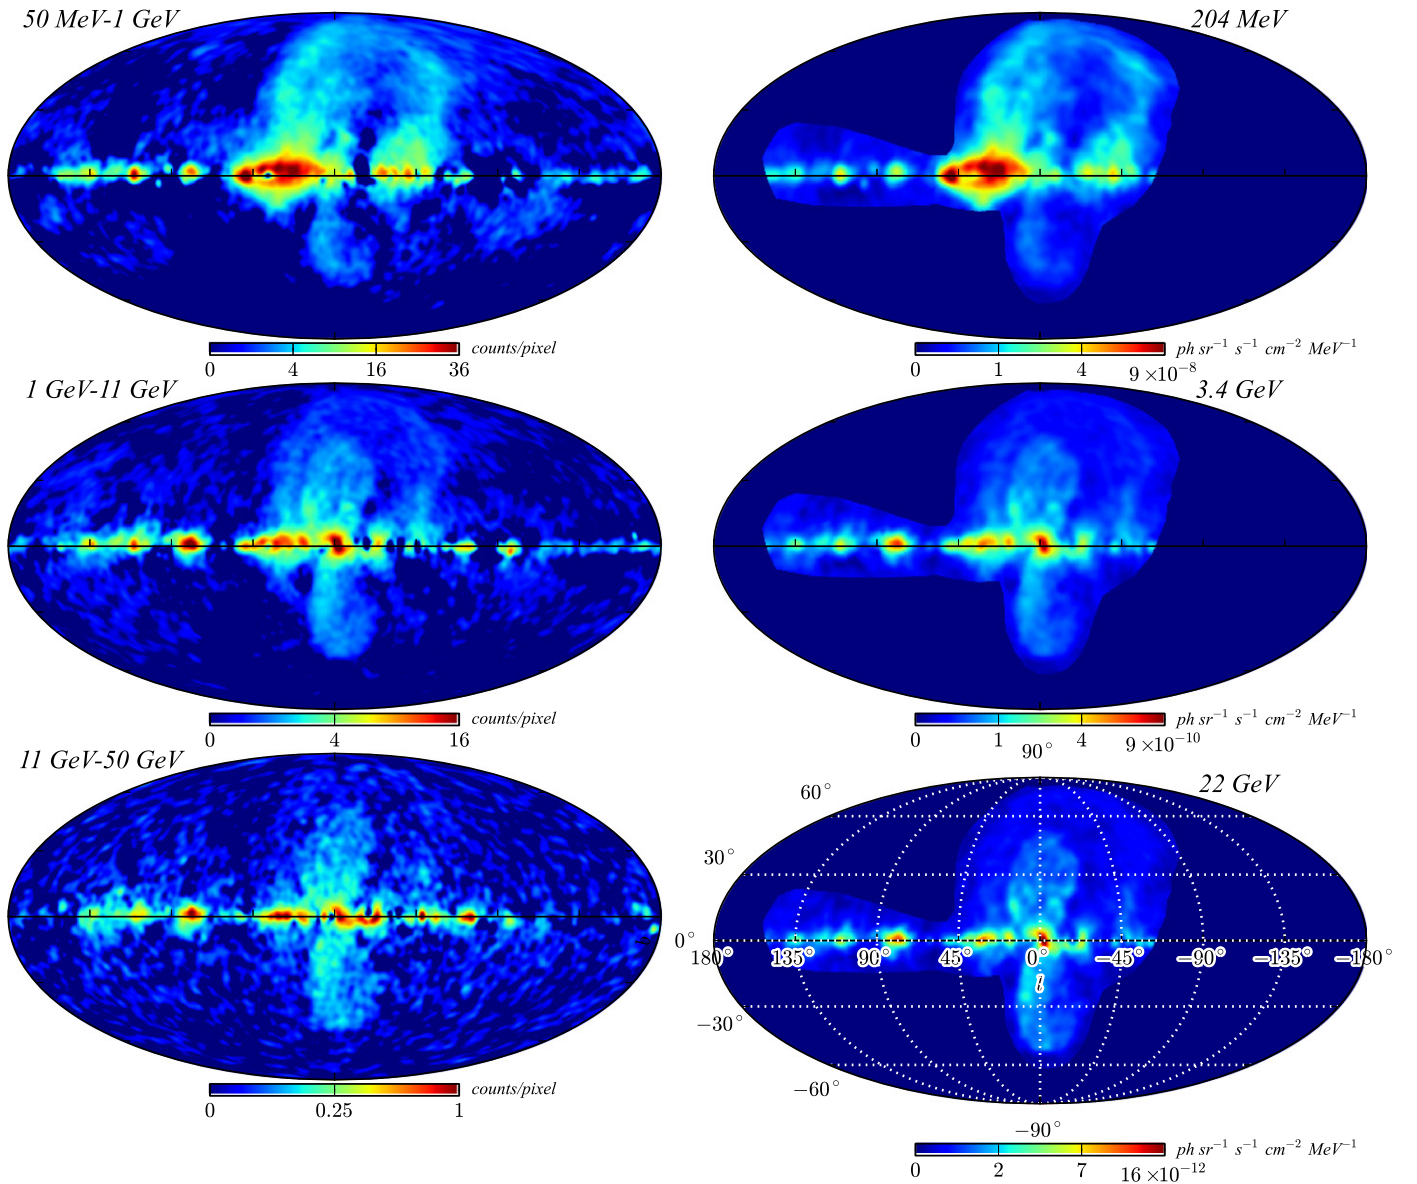 50 MeV-1 GeV
204 MeV
0 4 16 36 counts/pixel
0 1 4 9 ×10⁻⁸ ph sr⁻¹ s⁻¹ cm⁻² MeV⁻¹
1 GeV-11 GeV
3.4 GeV
0 4 16 counts/pixel
0 1 4 9 ×10⁻¹⁰ ph sr⁻¹ s⁻¹ cm⁻² MeV⁻¹
11 GeV-50 GeV
22 GeV
90°
60°
30°
0°
180° 135° 90° 45° 0° −45° −90° −135° −180°
l
−30°
−60°
−90°
0 0.25 1 counts/pixel
0 2 7 16 ×10⁻¹² ph sr⁻¹ s⁻¹ cm⁻² MeV⁻¹